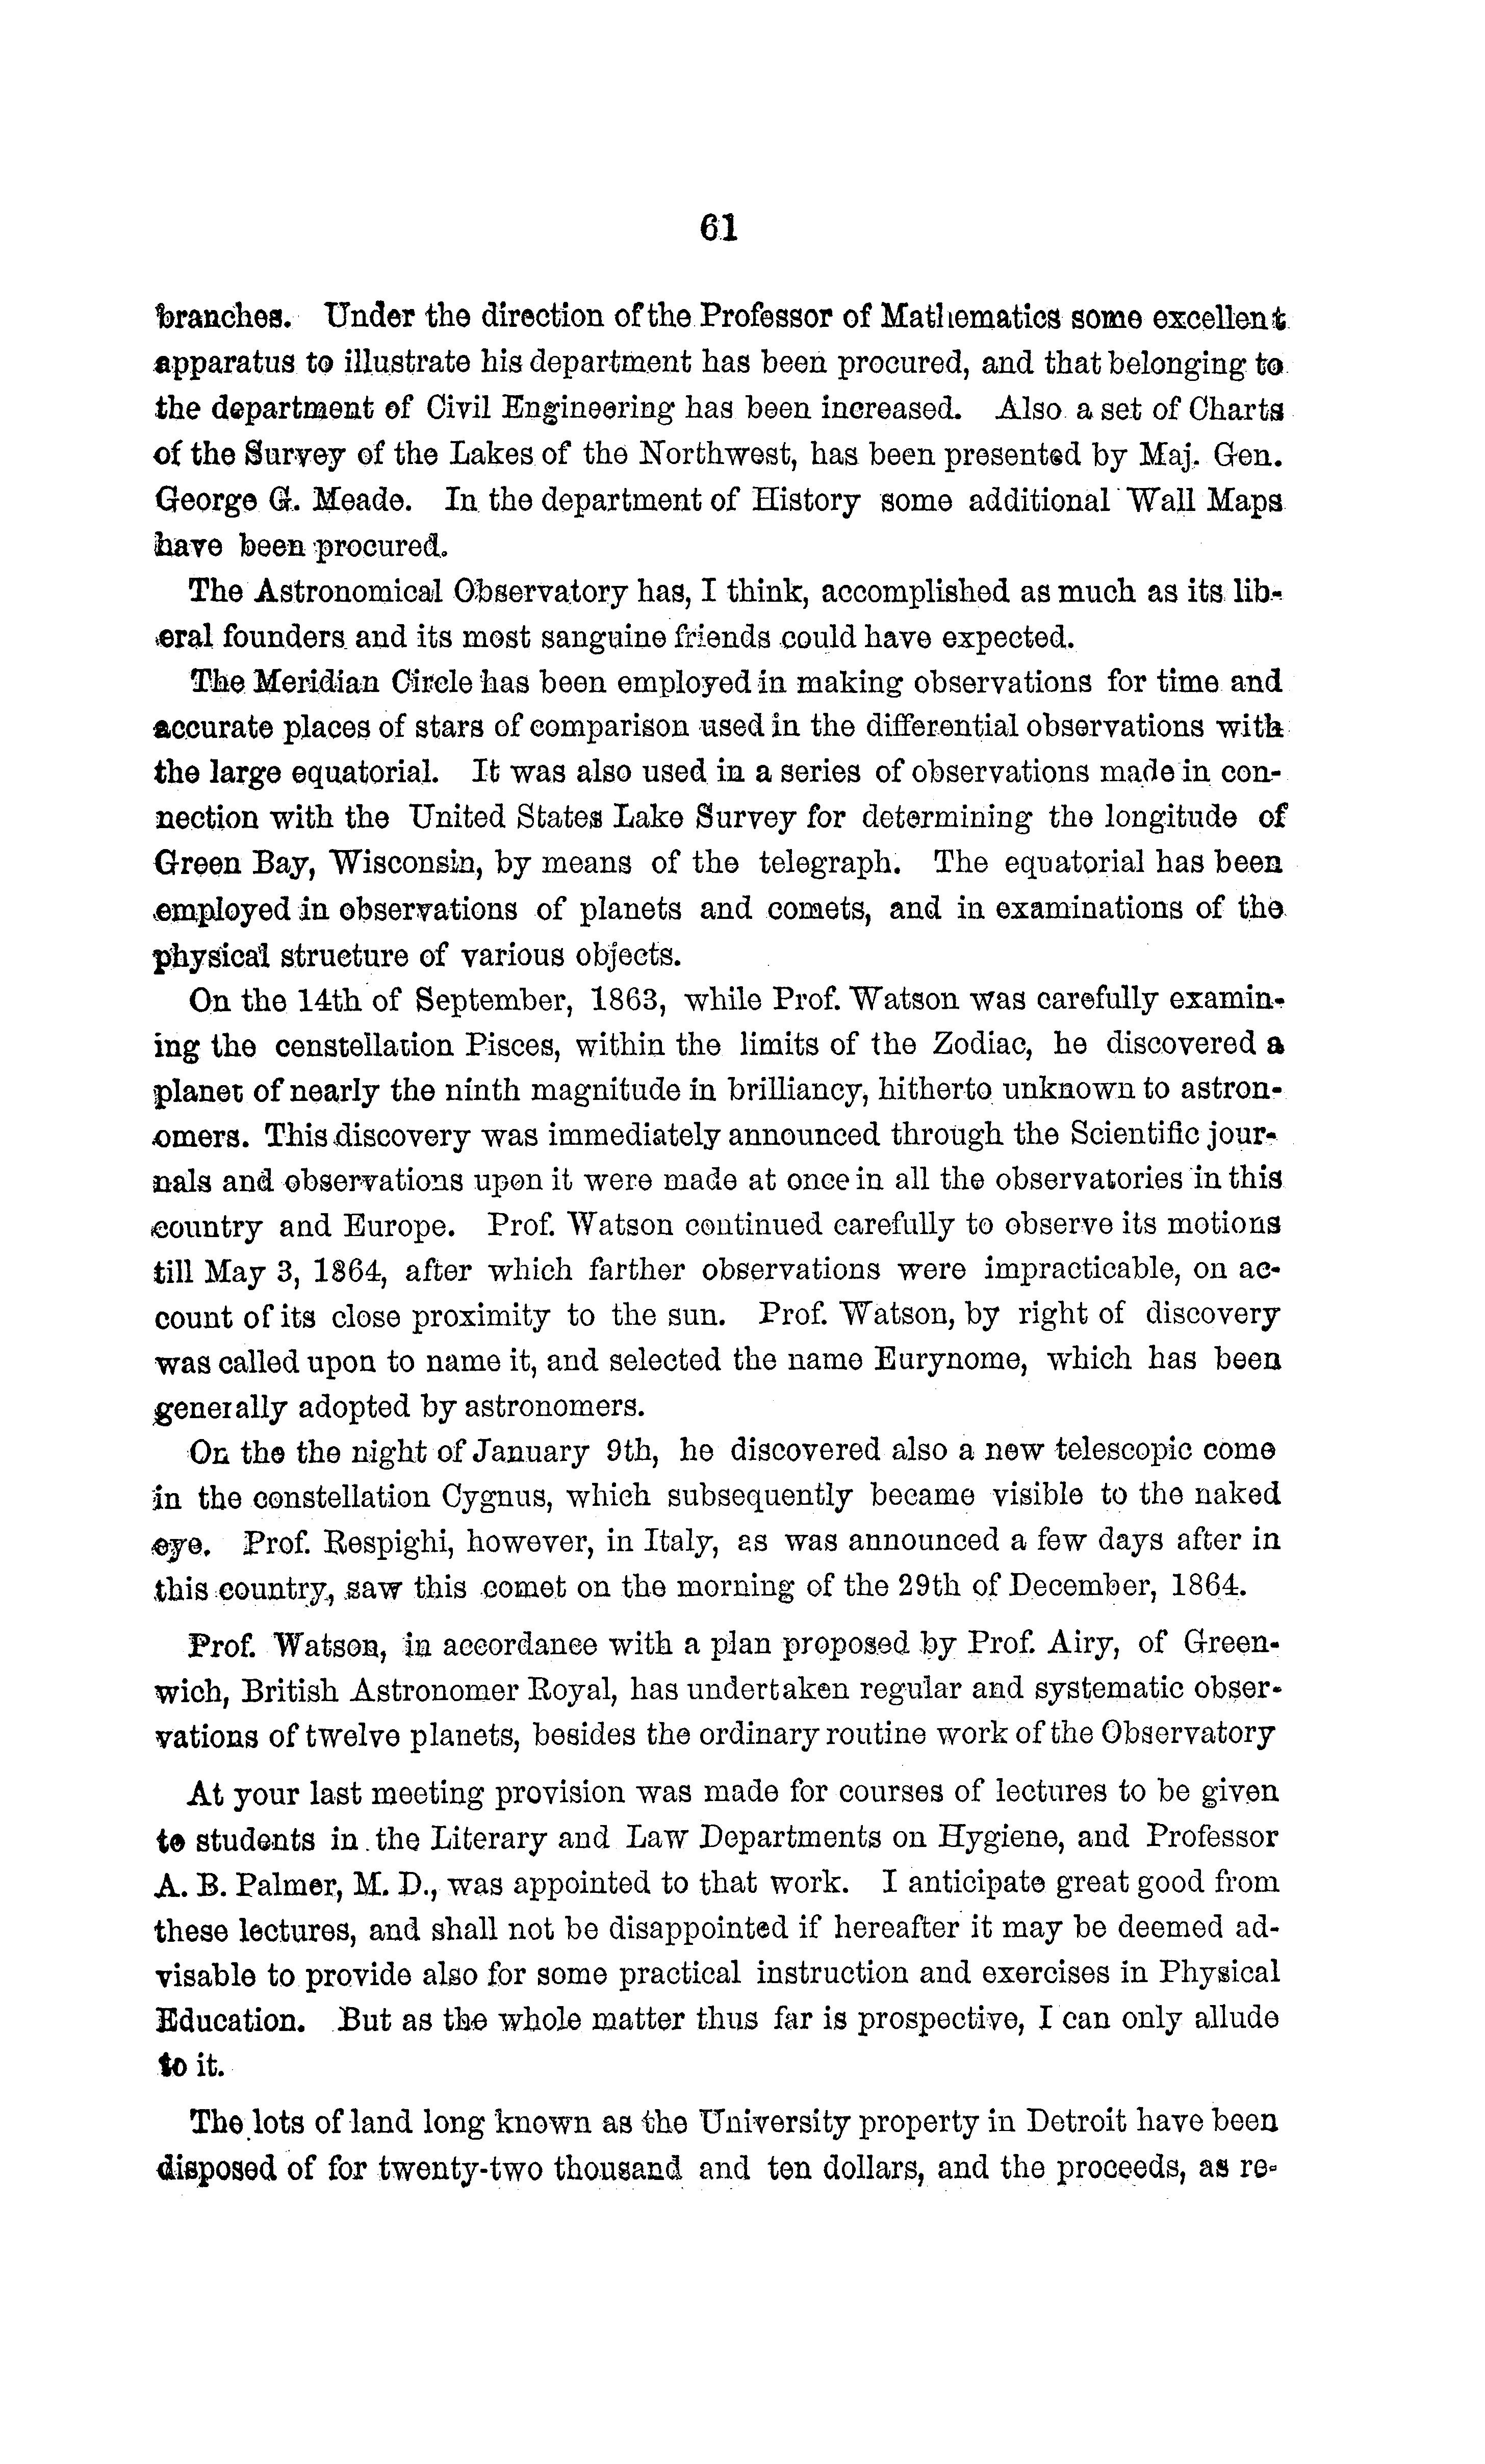 61
branches. Under the direction of the Professor of Mathematics some excellent
apparatus to illustrate his department has been procured, and that belonging to
the department of Civil Engineering has been increased. Also a set of Charts
of the Survey of the Lakes of the Northwest, has been presented by Maj. Gen.
George G. Meade. In the department of History some additional Wall Maps
have been procured.
The Astronomical Observatory has, I think, accomplished as much as its lib-
eral founders and its most sanguine friends could have expected.
The Meridian Circle has been employed in making observations for time and
accurate places of stars of comparison used in the differential observations with
the large equatorial. It was also used in a series of observations made in con-
nection with the United States Lake Survey for determining the longitude of
Green Bay, Wisconsin, by means of the telegraph. The equatorial has been
employed in observations of planets and comets, and in examinations of the
physical structure of various objects.
On the 14th of September, 1863, while Prof. Watson was carefully examin-
ing the censtellation Pisces, within the limits of the Zodiac, he discovered a
planet of nearly the ninth magnitude in brilliancy, hitherto unknown to astron-
omers. This discovery was immediately announced through the Scientific jour-
nals and observations upon it were made at once in all the observatories in this
country and Europe. Prof. Watson continued carefully to observe its motions
till May 3, 1864, after which farther observations were impracticable, on ac-
count of its close proximity to the sun. Prof. Watson, by right of discovery
was called upon to name it, and selected the name Eurynome, which has been
generally adopted by astronomers.
On the the night of January 9th, he discovered also a new telescopic come
in the constellation Cygnus, which subsequently became visible to the naked
eye. Prof. Respighi, however, in Italy, as was announced a few days after in
this country, saw this comet on the morning of the 29th of December, 1864.
Prof. Watson, in accordance with a plan proposed by Prof. Airy, of Green-
wich, British Astronomer Royal, has undertaken regular and systematic obser-
vations of twelve planets, besides the ordinary routine work of the Observatory
At your last meeting provision was made for courses of lectures to be given
to students in the Literary and Law Departments on Hygiene, and Professor
A. B. Palmer, M. D., was appointed to that work. I anticipate great good from
these lectures, and shall not be disappointed if hereafter it may be deemed ad-
visable to provide also for some practical instruction and exercises in Physical
Education. But as the whole matter thus far is prospective, I can only allude
to it.
The lots of land long known as the University property in Detroit have been
disposed of for twenty-two thousand and ten dollars, and the proceeds, as re-